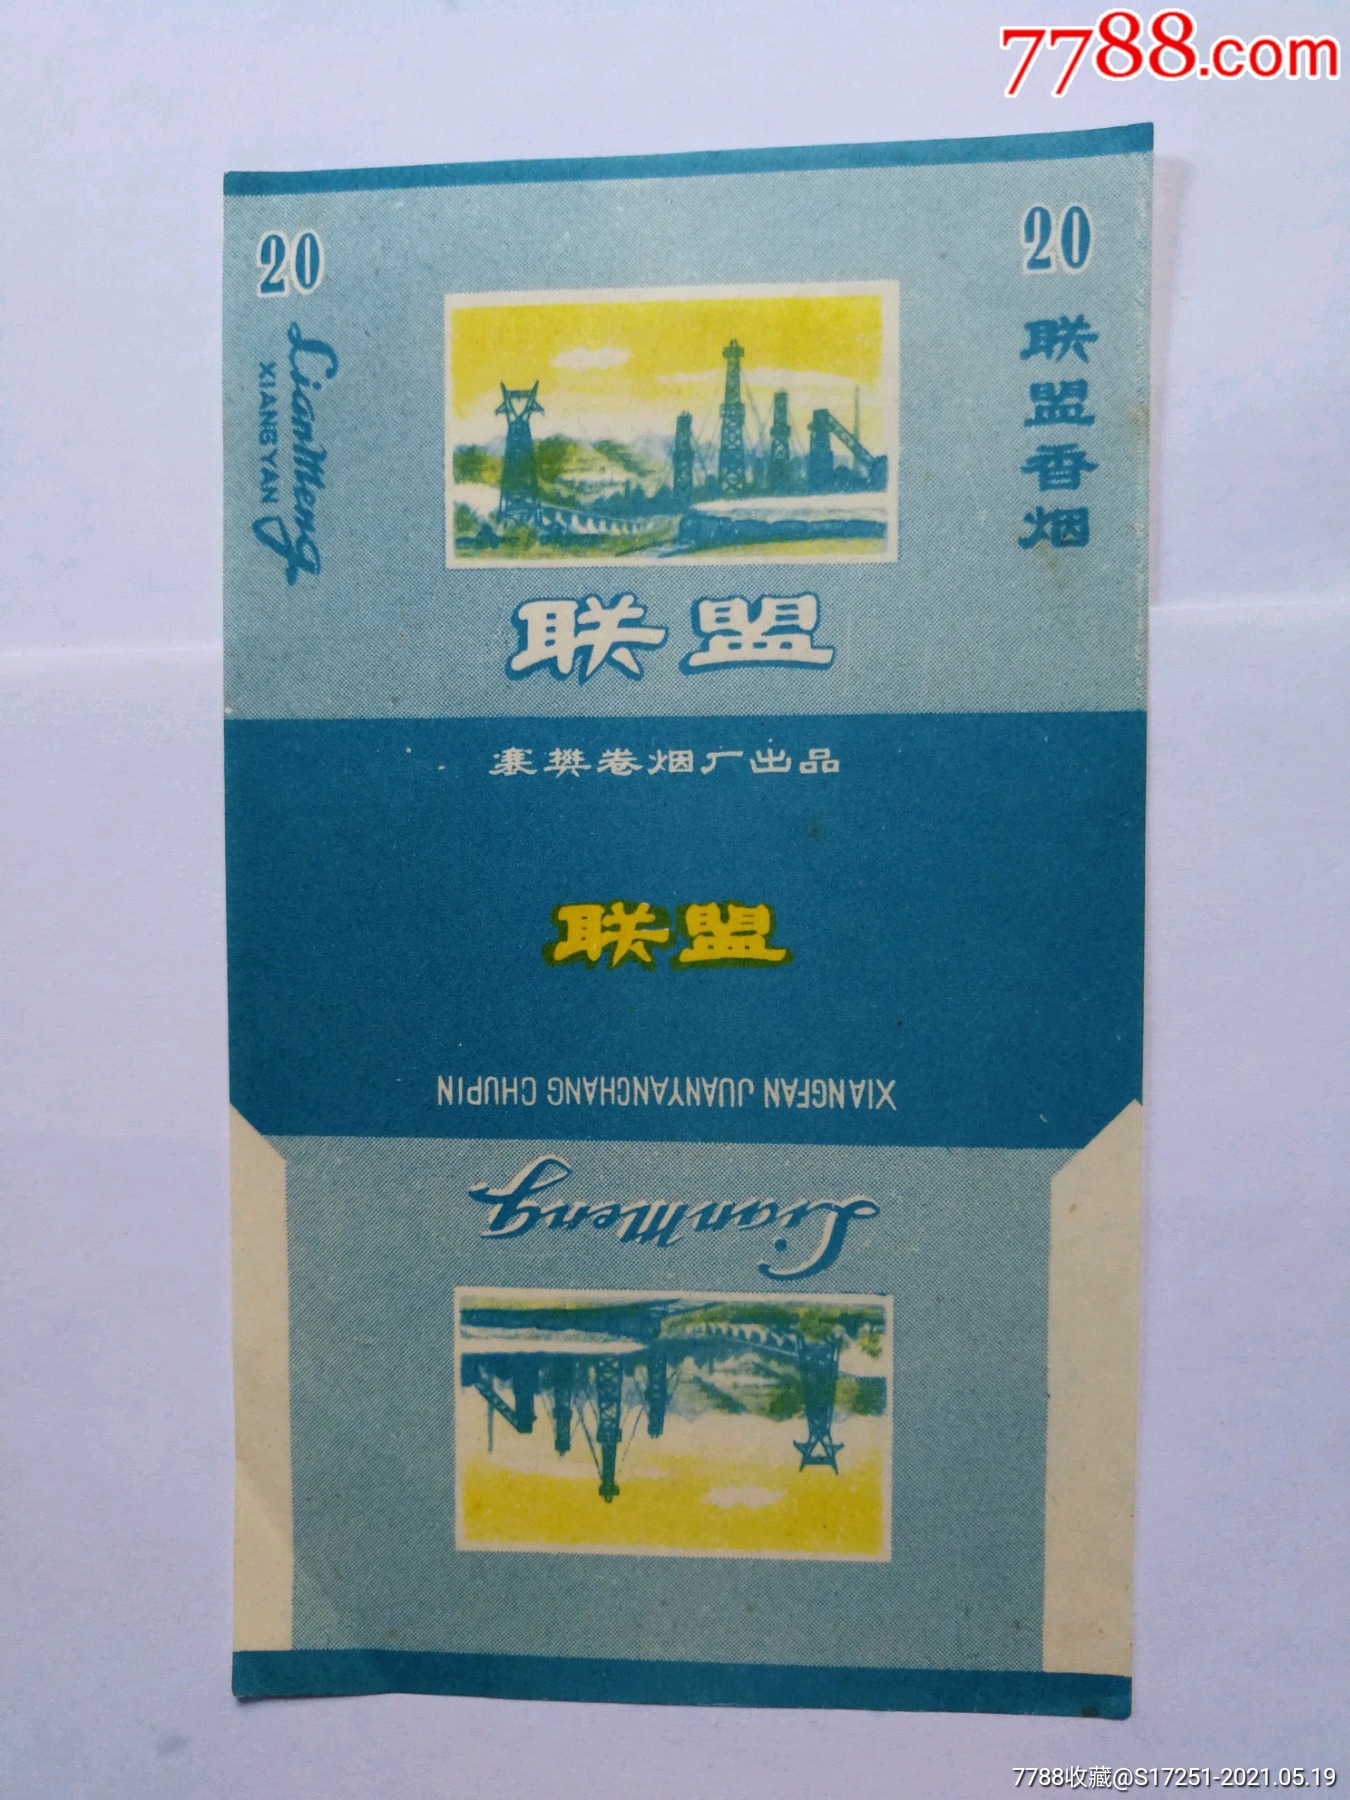 7788.com
20
LianMeng
XIANGYAN
20
联盟香烟
联盟
襄樊卷烟厂出品
联盟
XIANGFAN JUANYANCHANG CHUPIN
LianMeng
7788收藏@S17251-2021.05.19